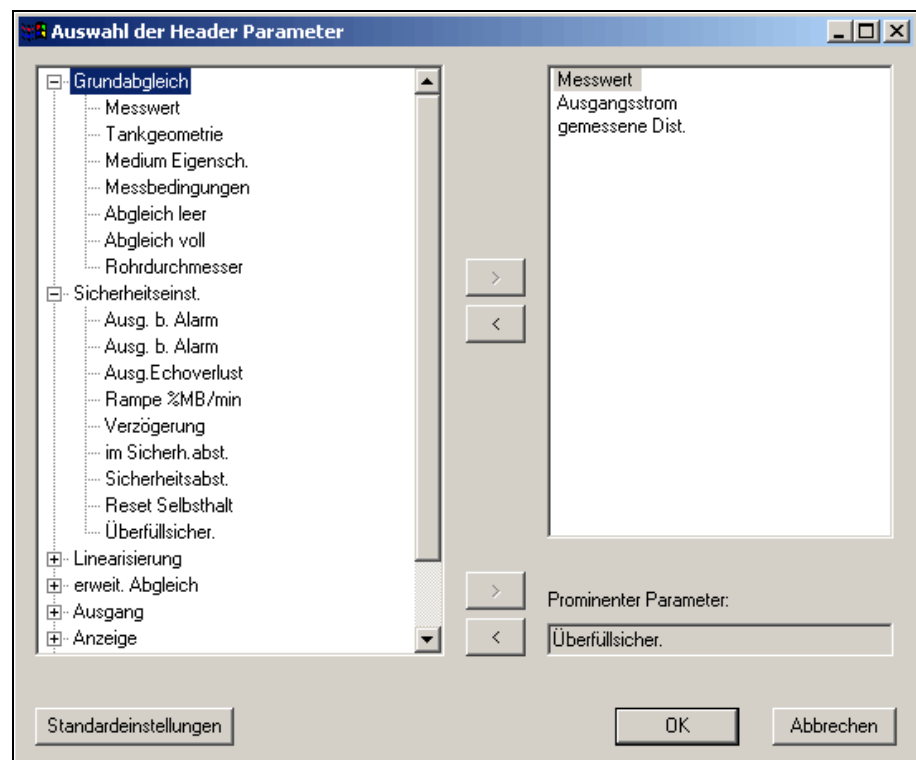 Auswahl der Header Parameter
Grundabgleich
Messwert
Tankgeometrie
Medium Eigensch.
Messbedingungen
Abgleich leer
Abgleich voll
Rohrdurchmesser
Sicherheitseinst.
Ausg. b. Alarm
Ausg. b. Alarm
Ausg.Echoverlust
Rampe %MB/min
Verzögerung
im Sicherh.abst.
Sicherheitsabst.
Reset Selbsthalt
Überfüllsicher.
Linearisierung
erweit. Abgleich
Ausgang
Anzeige
>
<
>
<
Messwert
Ausgangsstrom
gemessene Dist.
Prominenter Parameter:
Überfüllsicher.
Standardeinstellungen
OK
Abbrechen